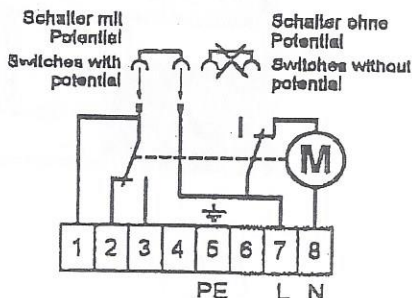 Schalter mit
Potential
Switches with
potential
Schalter ohne
Potential
Switches without
potential
I
M
1 2 3 4 5 6 7 8
PE L N